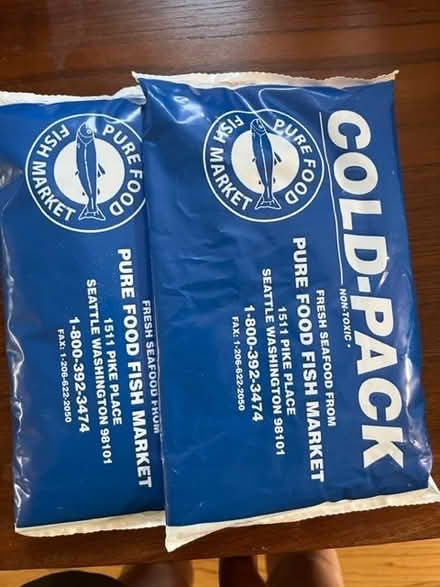 PURE FOOD
FISH MARKET
FRESH SEAFOOD FROM
PURE FOOD FISH MARKET
1511 PIKE PLACE
SEATTLE WASHINGTON 98101
1-800-392-3474
FAX: 1-206-622-2050
COLD-PACK
NON-TOXIC •
PURE FOOD
FISH MARKET
FRESH SEAFOOD FROM
PURE FOOD FISH MARKET
1511 PIKE PLACE
SEATTLE WASHINGTON 98101
1-800-392-3474
FAX: 1-206-622-2050